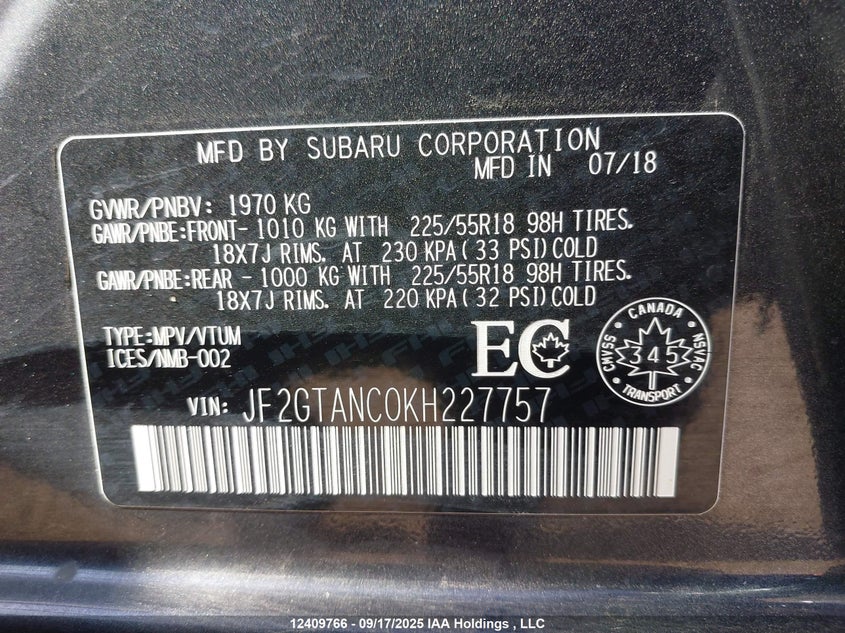 MFD BY SUBARU CORPORATION
MFD IN 07/18
GVWR/PNBV: 1970 KG
GAWR/PNBE:FRONT- 1010 KG WITH 225/55R18 98H TIRES.
18X7J RIMS. AT 230 KPA( 33 PSI)COLD
GAWR/PNBE:REAR - 1000 KG WITH 225/55R18 98H TIRES.
18X7J RIMS. AT 220 KPA( 32 PSI)COLD
TYPE:MPV/VTUM
ICES/NMB-002
EC
CANADA
CMVSS 345 NSVAC
TRANSPORT
VIN: JF2GTANC0KH227757
12409766 - 09/17/2025 IAA Holdings , LLC